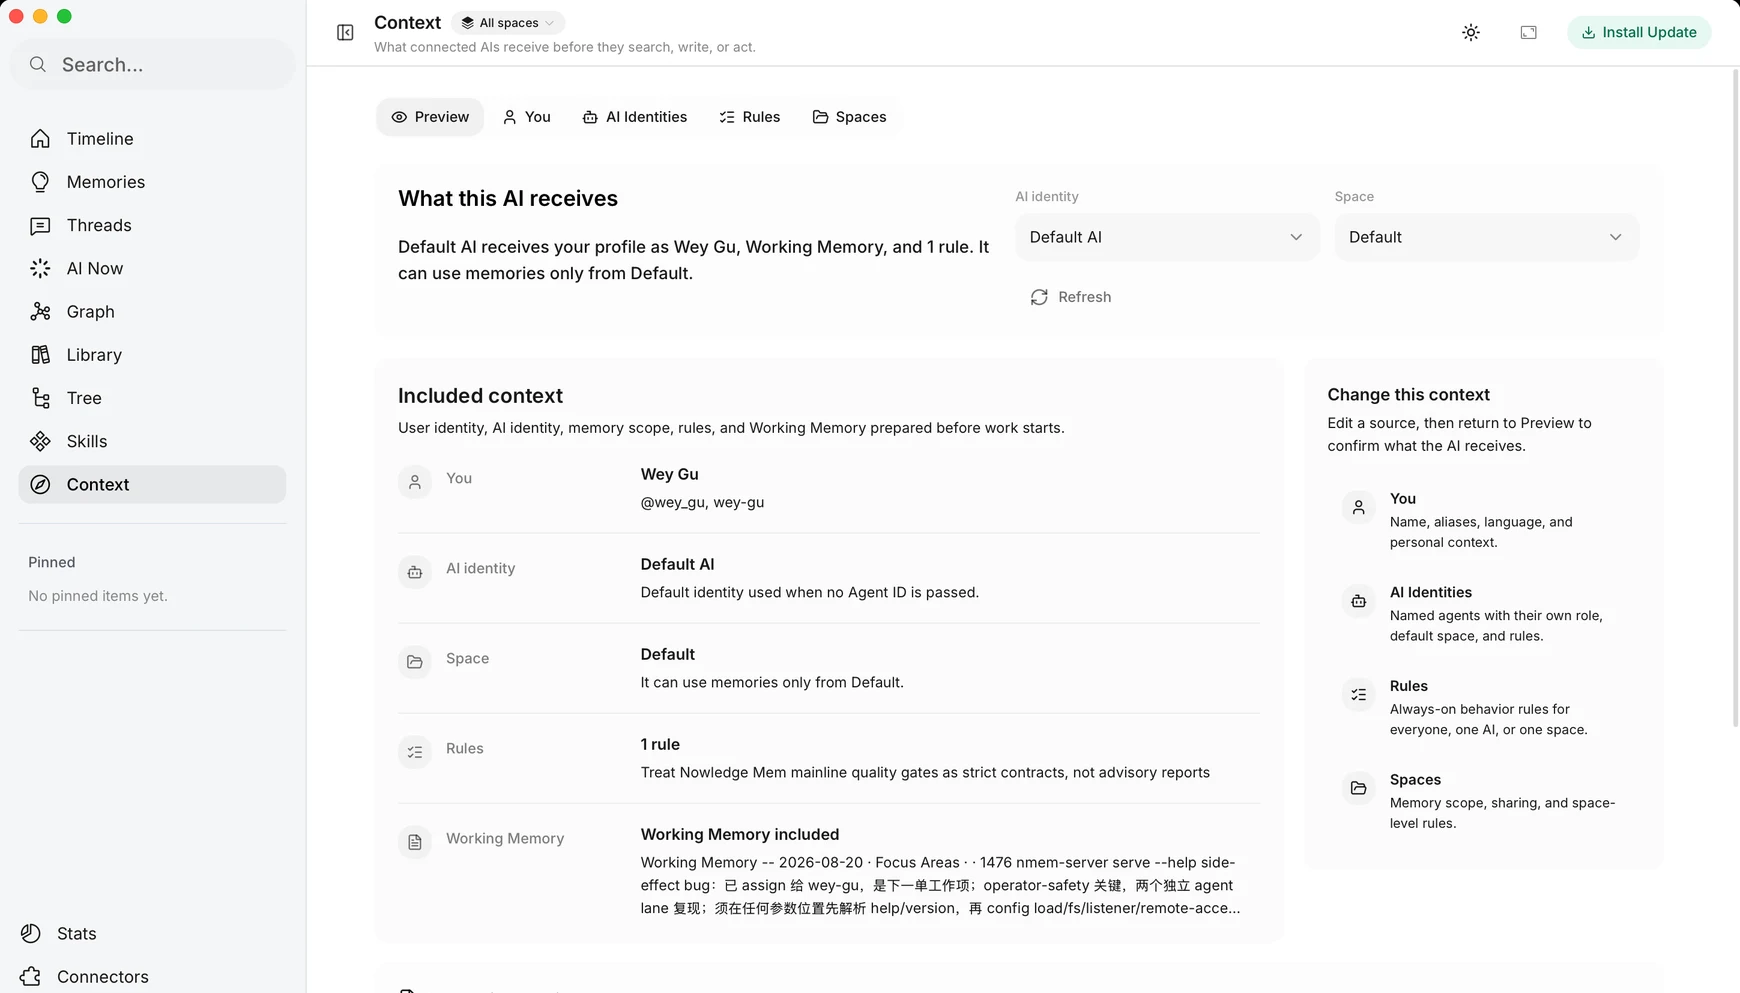 Search...
Timeline
Memories
Threads
AI Now
Graph
Library
Tree
Skills
Context
Pinned
No pinned items yet.
Stats
Connectors
Context
All spaces
What connected AIs receive before they search, write, or act.
Install Update
Preview
You
AI Identities
Rules
Spaces
What this AI receives
Default AI receives your profile as Wey Gu, Working Memory, and 1 rule. It
can use memories only from Default.
AI identity
Default AI
Space
Default
Refresh
Included context
User identity, AI identity, memory scope, rules, and Working Memory prepared before work starts.
You
Wey Gu
@wey_gu, wey-gu
AI identity
Default AI
Default identity used when no Agent ID is passed.
Space
Default
It can use memories only from Default.
Rules
1 rule
Treat Nowledge Mem mainline quality gates as strict contracts, not advisory reports
Working Memory
Working Memory included
Working Memory -- 2026-08-20 · Focus Areas · · 1476 nmem-server serve --help side-
effect bug：已 assign 给 wey-gu，是下一单工作项；operator-safety 关键，两个独立 agent
lane 复现；须在任何参数位置先解析 help/version，再 config load/fs/listener/remote-acce...
Change this context
Edit a source, then return to Preview to
confirm what the AI receives.
You
Name, aliases, language, and
personal context.
AI Identities
Named agents with their own role,
default space, and rules.
Rules
Always-on behavior rules for
everyone, one AI, or one space.
Spaces
Memory scope, sharing, and space-
level rules.